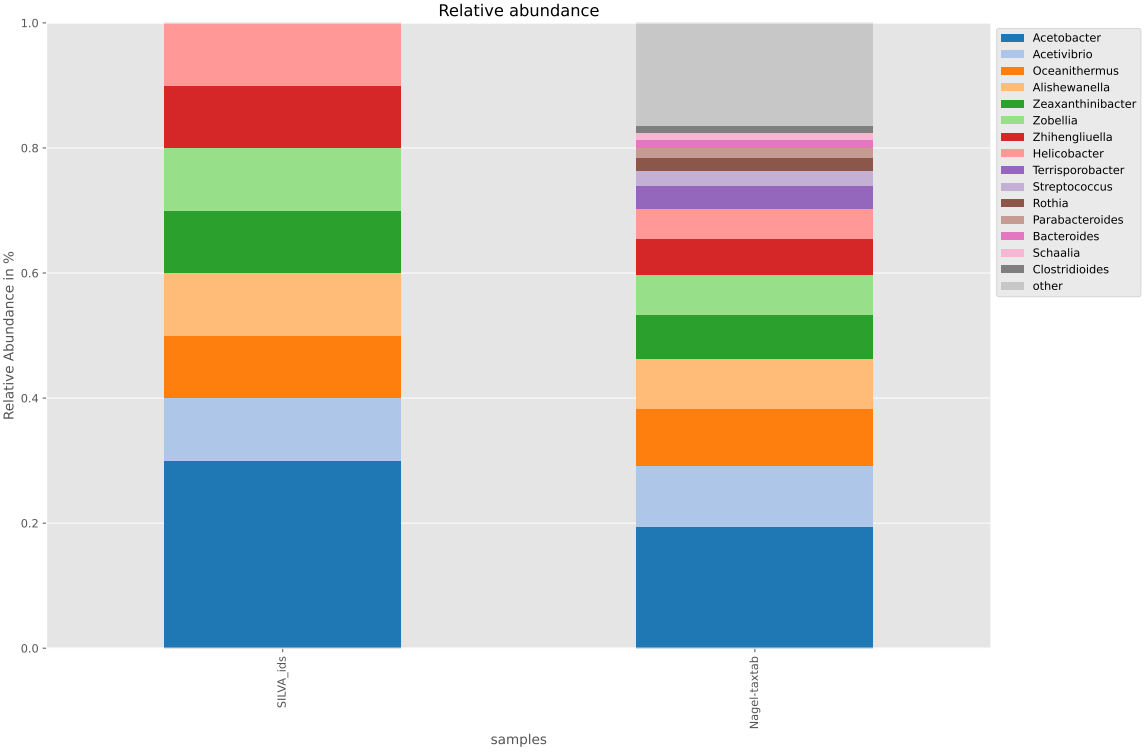 Relative abundance
1.0
0.8
0.6
0.4
0.2
0.0
Relative Abundance in %
SILVA_ids
Nagel-taxtab
samples
Acetobacter
Acetivibrio
Oceanithermus
Alishewanella
Zeaxanthinibacter
Zobellia
Zhihengliuella
Helicobacter
Terrisporobacter
Streptococcus
Rothia
Parabacteroides
Bacteroides
Schaalia
Clostridioides
other